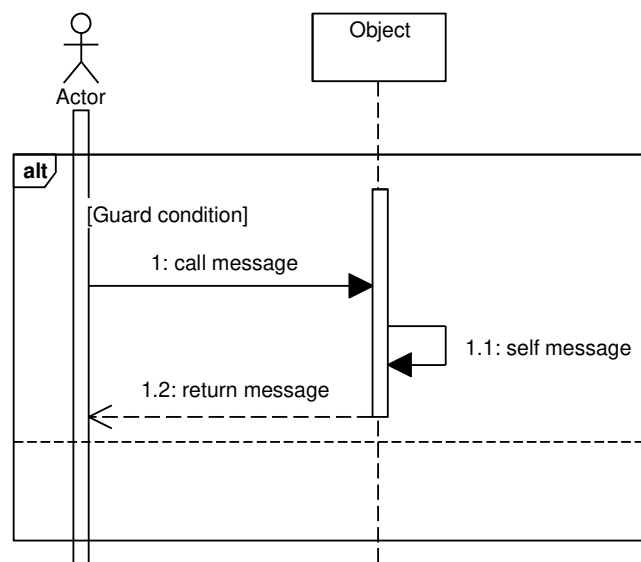 Object
Actor
alt
[Guard condition]
1: call message
1.1: self message
1.2: return message